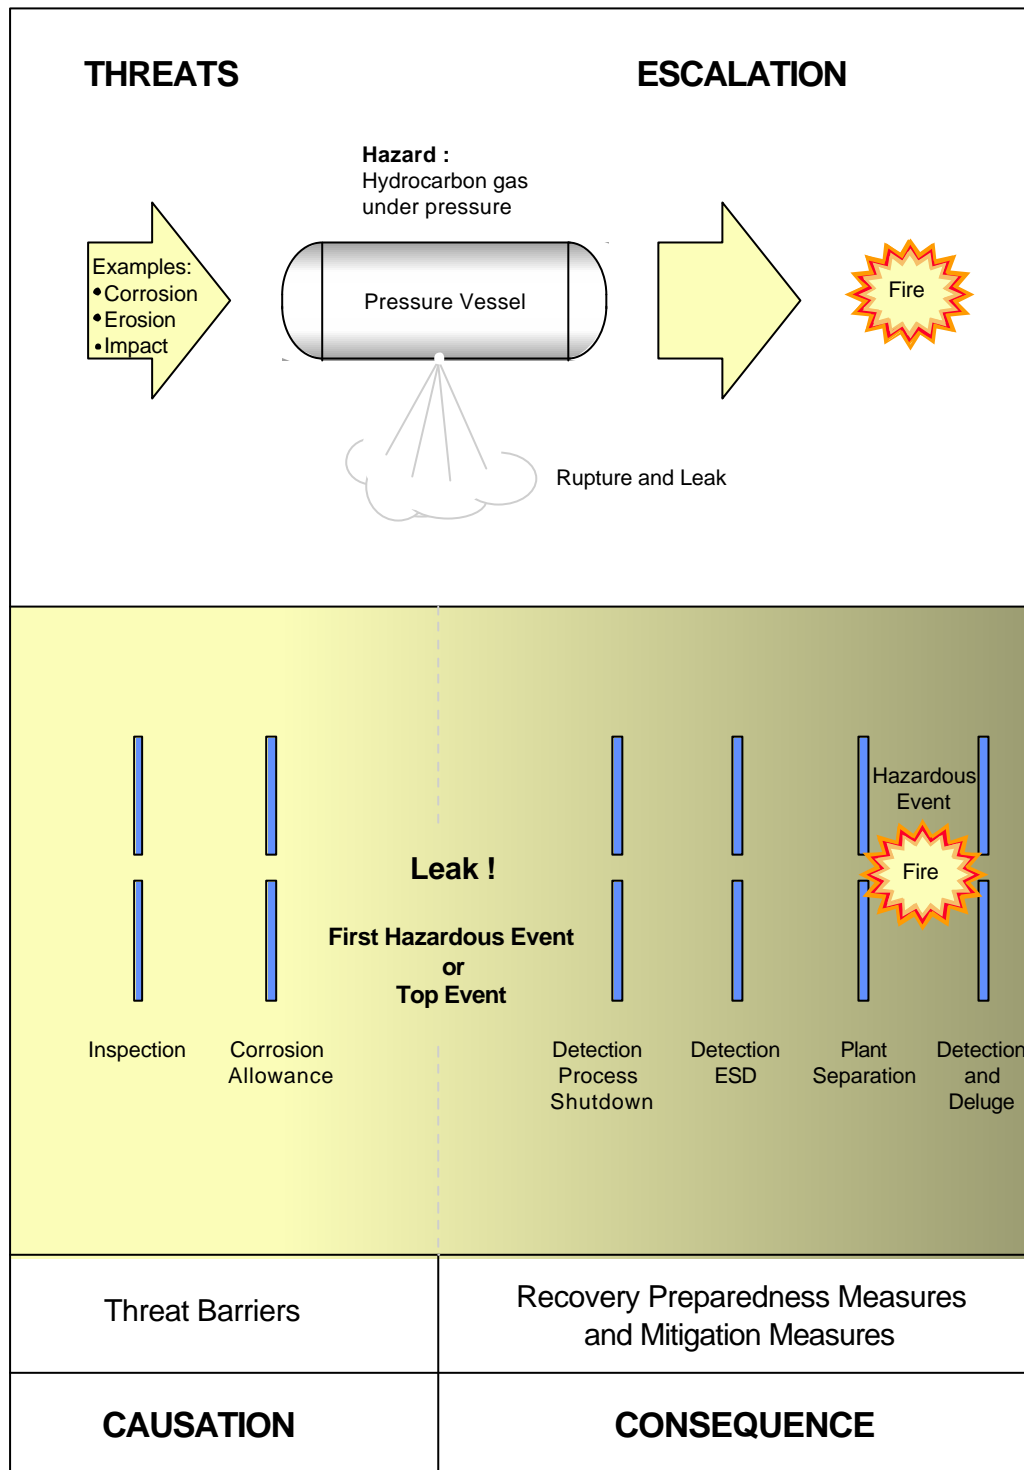 THREATS
ESCALATION
Hazard :
Hydrocarbon gas
under pressure
Examples:
• Corrosion
• Erosion
• Impact
Pressure Vessel
Fire
Rupture and Leak
Hazardous
Event
Fire
Leak !
First Hazardous Event
or
Top Event
Inspection
Corrosion
Allowance
Detection
Process
Shutdown
Detection
ESD
Plant
Separation
Detection
and
Deluge
Threat Barriers
Recovery Preparedness Measures
and Mitigation Measures
CAUSATION
CONSEQUENCE